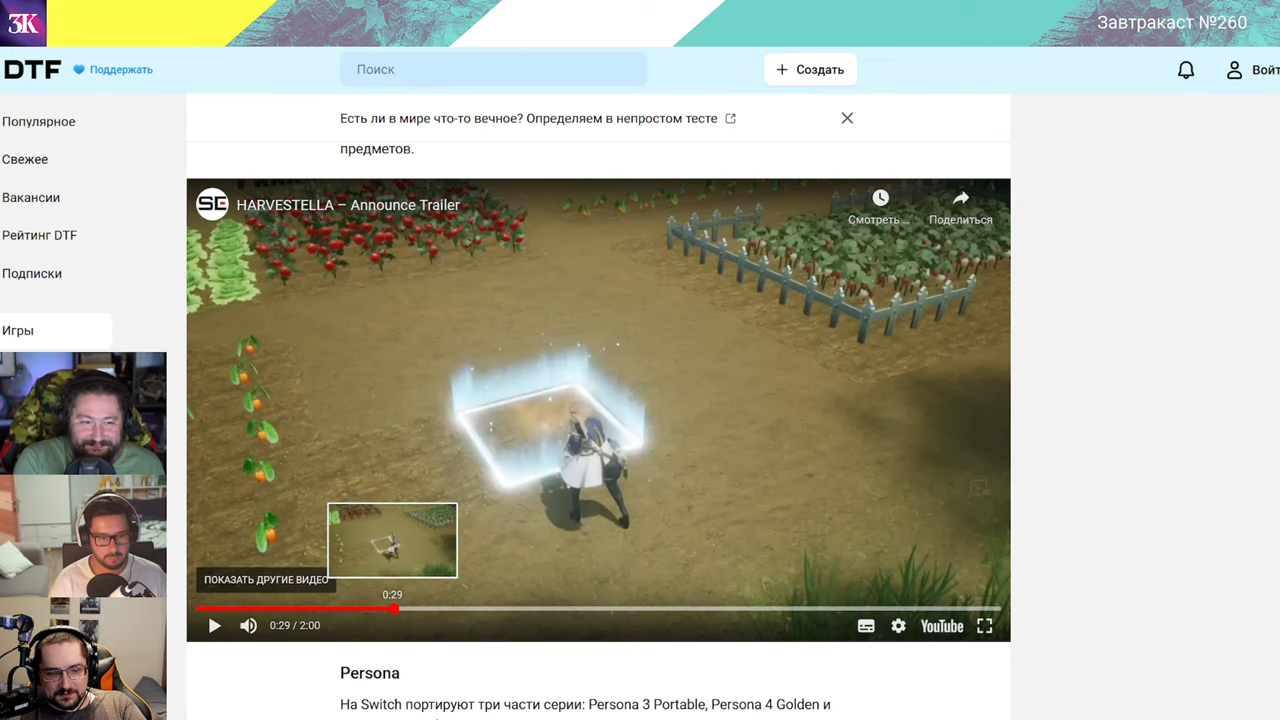 ЗК
Завтракаст №260
DTF
Поддержать
Поиск
+ Создать
Войт
Популярное
Свежее
Вакансии
Рейтинг DTF
Подписки
Игры
Есть ли в мире что-то вечное? Определяем в непростом тесте
предметов.
SE
HARVESTELLA – Announce Trailer
Смотреть ...
Поделиться
ПОКАЗАТЬ ДРУГИЕ ВИДЕО
0:29
0:29 / 2:00
YouTube
Persona
На Switch портируют три части серии: Persona 3 Portable, Persona 4 Golden и